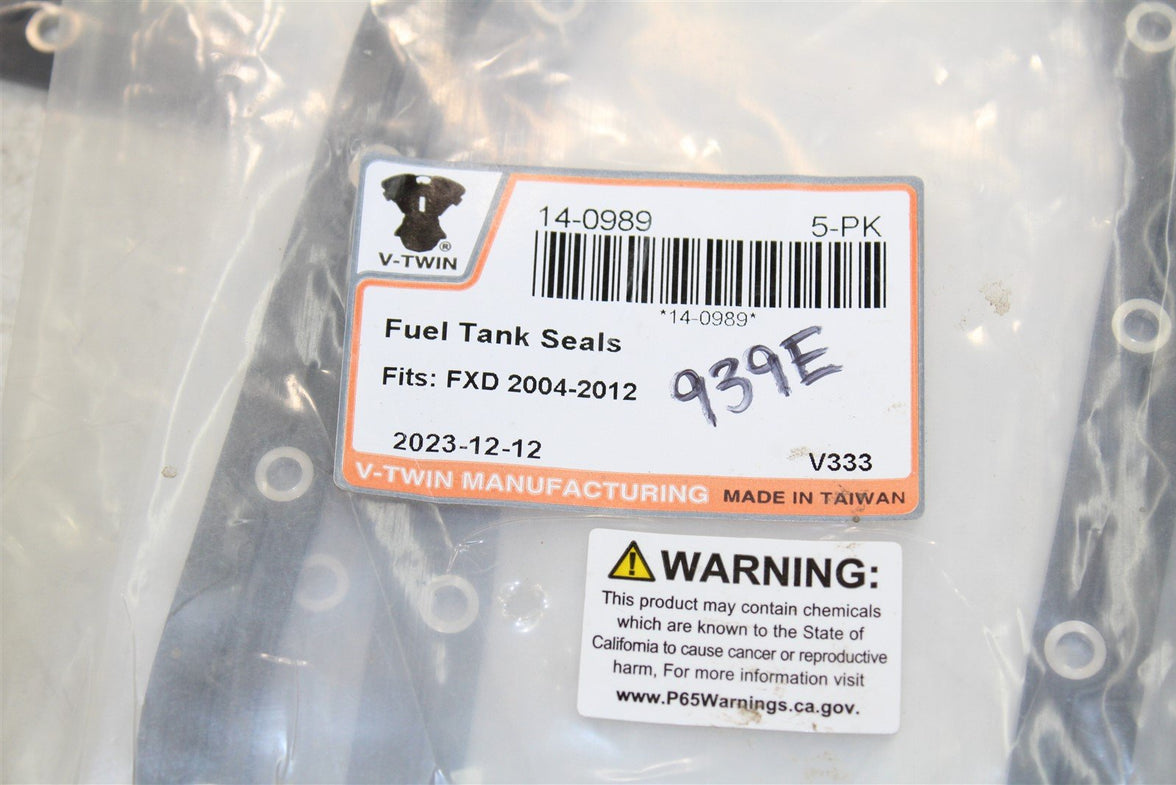 14-0989 5-PK
®
V-TWIN
*14-0989*
Fuel Tank Seals
Fits: FXD 2004-2012
939E
2023-12-12
V333
V-TWIN MANUFACTURING MADE IN TAIWAN
WARNING:
This product may contain chemicals
which are known to the State of
California to cause cancer or reproductive
harm, For more information visit
www.P65Warnings.ca.gov.